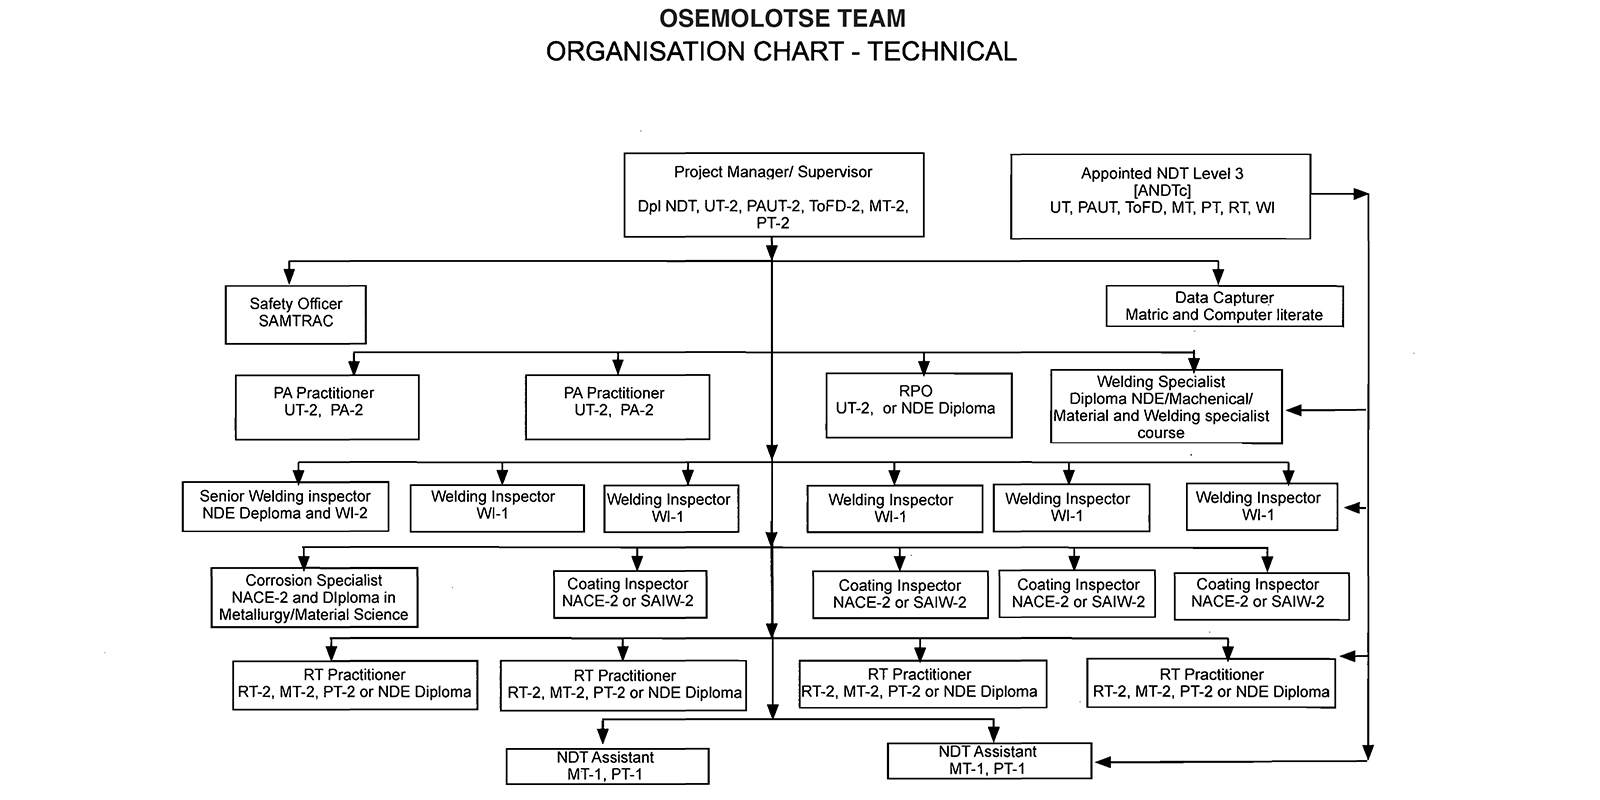 OSEMOLOTSE TEAM
ORGANISATION CHART - TECHNICAL
Project Manager/ Supervisor
Dpl NDT, UT-2, PAUT-2, ToFD-2, MT-2,
PT-2
Appointed NDT Level 3
[ANDTc]
UT, PAUT, ToFD, MT, PT, RT, WI
Safety Officer
SAMTRAC
Data Capturer
Matric and Computer literate
PA Practitioner
UT-2, PA-2
PA Practitioner
UT-2, PA-2
RPO
UT-2, or NDE Diploma
Welding Specialist
Diploma NDE/Machenical/
Material and Welding specialist
course
Senior Welding inspector
NDE Deploma and WI-2
Welding Inspector
WI-1
Welding Inspector
WI-1
Welding Inspector
WI-1
Welding Inspector
WI-1
Welding Inspector
WI-1
Corrosion Specialist
NACE-2 and DIploma in
Metallurgy/Material Science
Coating Inspector
NACE-2 or SAIW-2
Coating Inspector
NACE-2 or SAIW-2
Coating Inspector
NACE-2 or SAIW-2
Coating Inspector
NACE-2 or SAIW-2
RT Practitioner
RT-2, MT-2, PT-2 or NDE Diploma
RT Practitioner
RT-2, MT-2, PT-2 or NDE Diploma
RT Practitioner
RT-2, MT-2, PT-2 or NDE Diploma
RT Practitioner
RT-2, MT-2, PT-2 or NDE Diploma
NDT Assistant
MT-1, PT-1
NDT Assistant
MT-1, PT-1